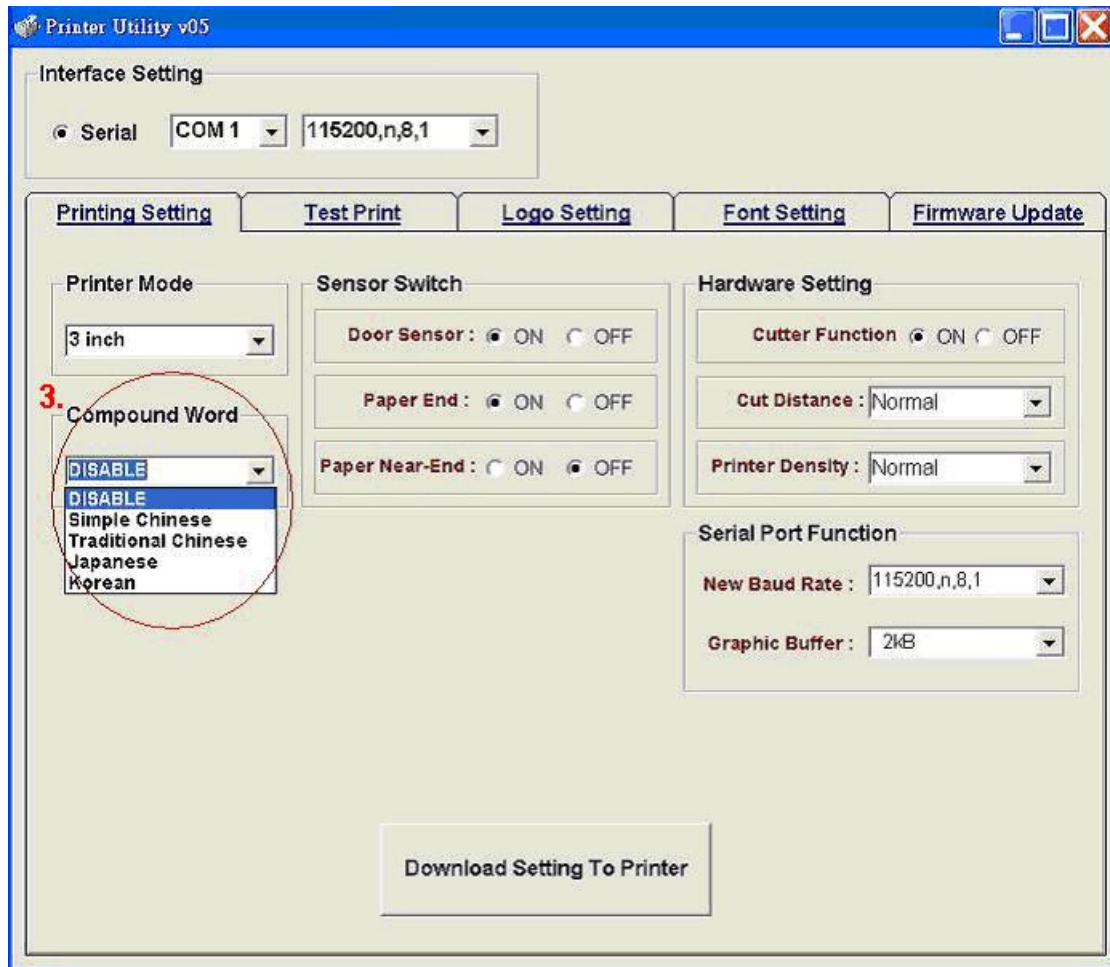 Printer Utility v05
Interface Setting
Serial COM 1 115200,n,8,1
Printing Setting Test Print Logo Setting Font Setting Firmware Update
Printer Mode
3 inch
3.
Compound Word
DISABLE
DISABLE
Simple Chinese
Traditional Chinese
Japanese
Korean
Sensor Switch
Door Sensor : ON OFF
Paper End : ON OFF
Paper Near-End : ON OFF
Hardware Setting
Cutter Function ON OFF
Cut Distance : Normal
Printer Density : Normal
Serial Port Function
New Baud Rate : 115200,n,8,1
Graphic Buffer : 2kB
Download Setting To Printer